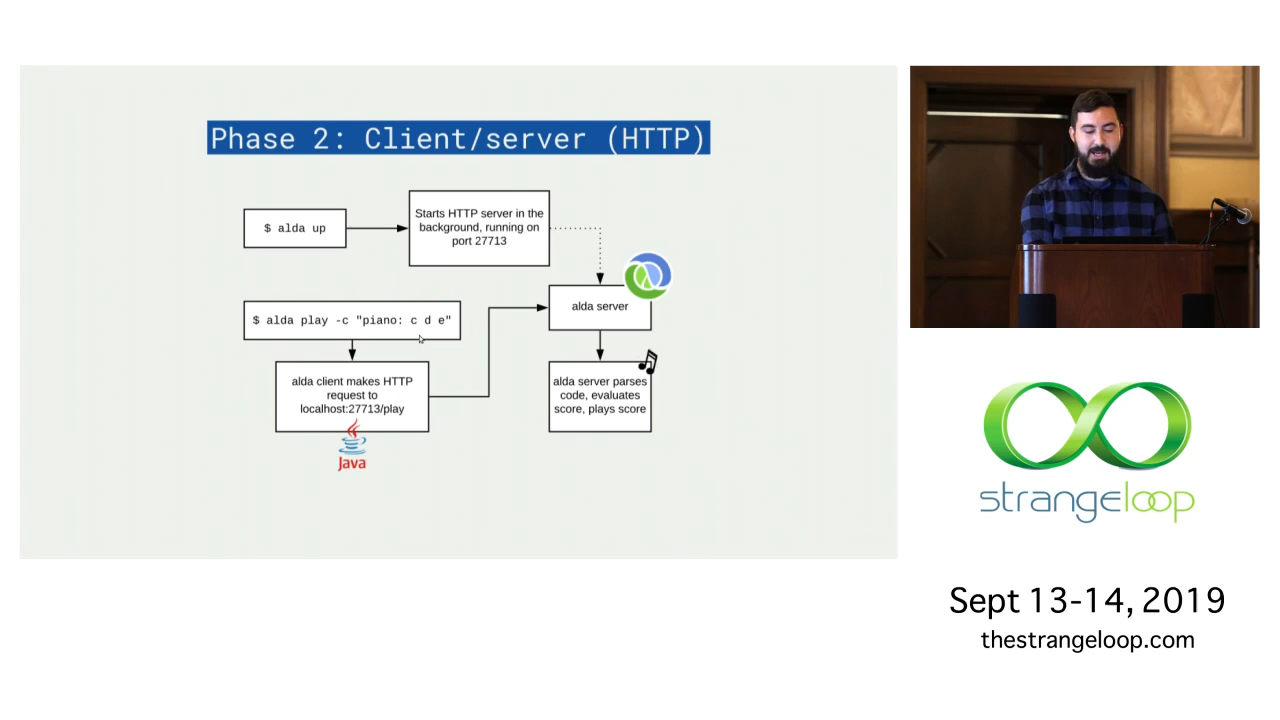 Phase 2: Client/server (HTTP)
$ alda up
Starts HTTP server in the
background, running on
port 27713
$ alda play -c "piano: c d e"
alda server
alda client makes HTTP
request to
localhost:27713/play
alda server parses
code, evaluates
score, plays score
Java
strangeloop
Sept 13-14, 2019
thestrangeloop.com